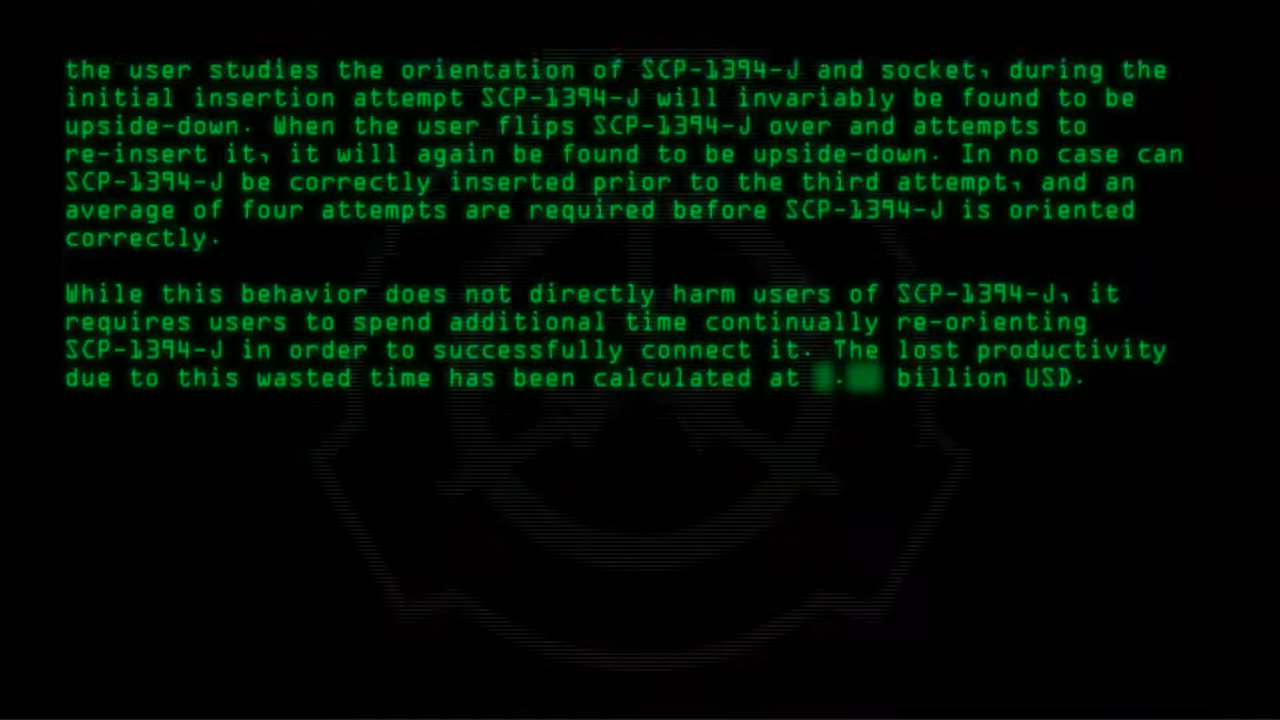 the user studies the orientation of SCP-1394-J and socket, during the
initial insertion attempt SCP-1394-J will invariably be found to be
upside-down. When the user flips SCP-1394-J over and attempts to
re-insert it, it will again be found to be upside-down. In no case can
SCP-1394-J be correctly inserted prior to the third attempt, and an
average of four attempts are required before SCP-1394-J is oriented
correctly.
While this behavior does not directly harm users of SCP-1394-J, it
requires users to spend additional time continually re-orienting
SCP-1394-J in order to successfully connect it. The lost productivity
due to this wasted time has been calculated at █.██ billion USD.